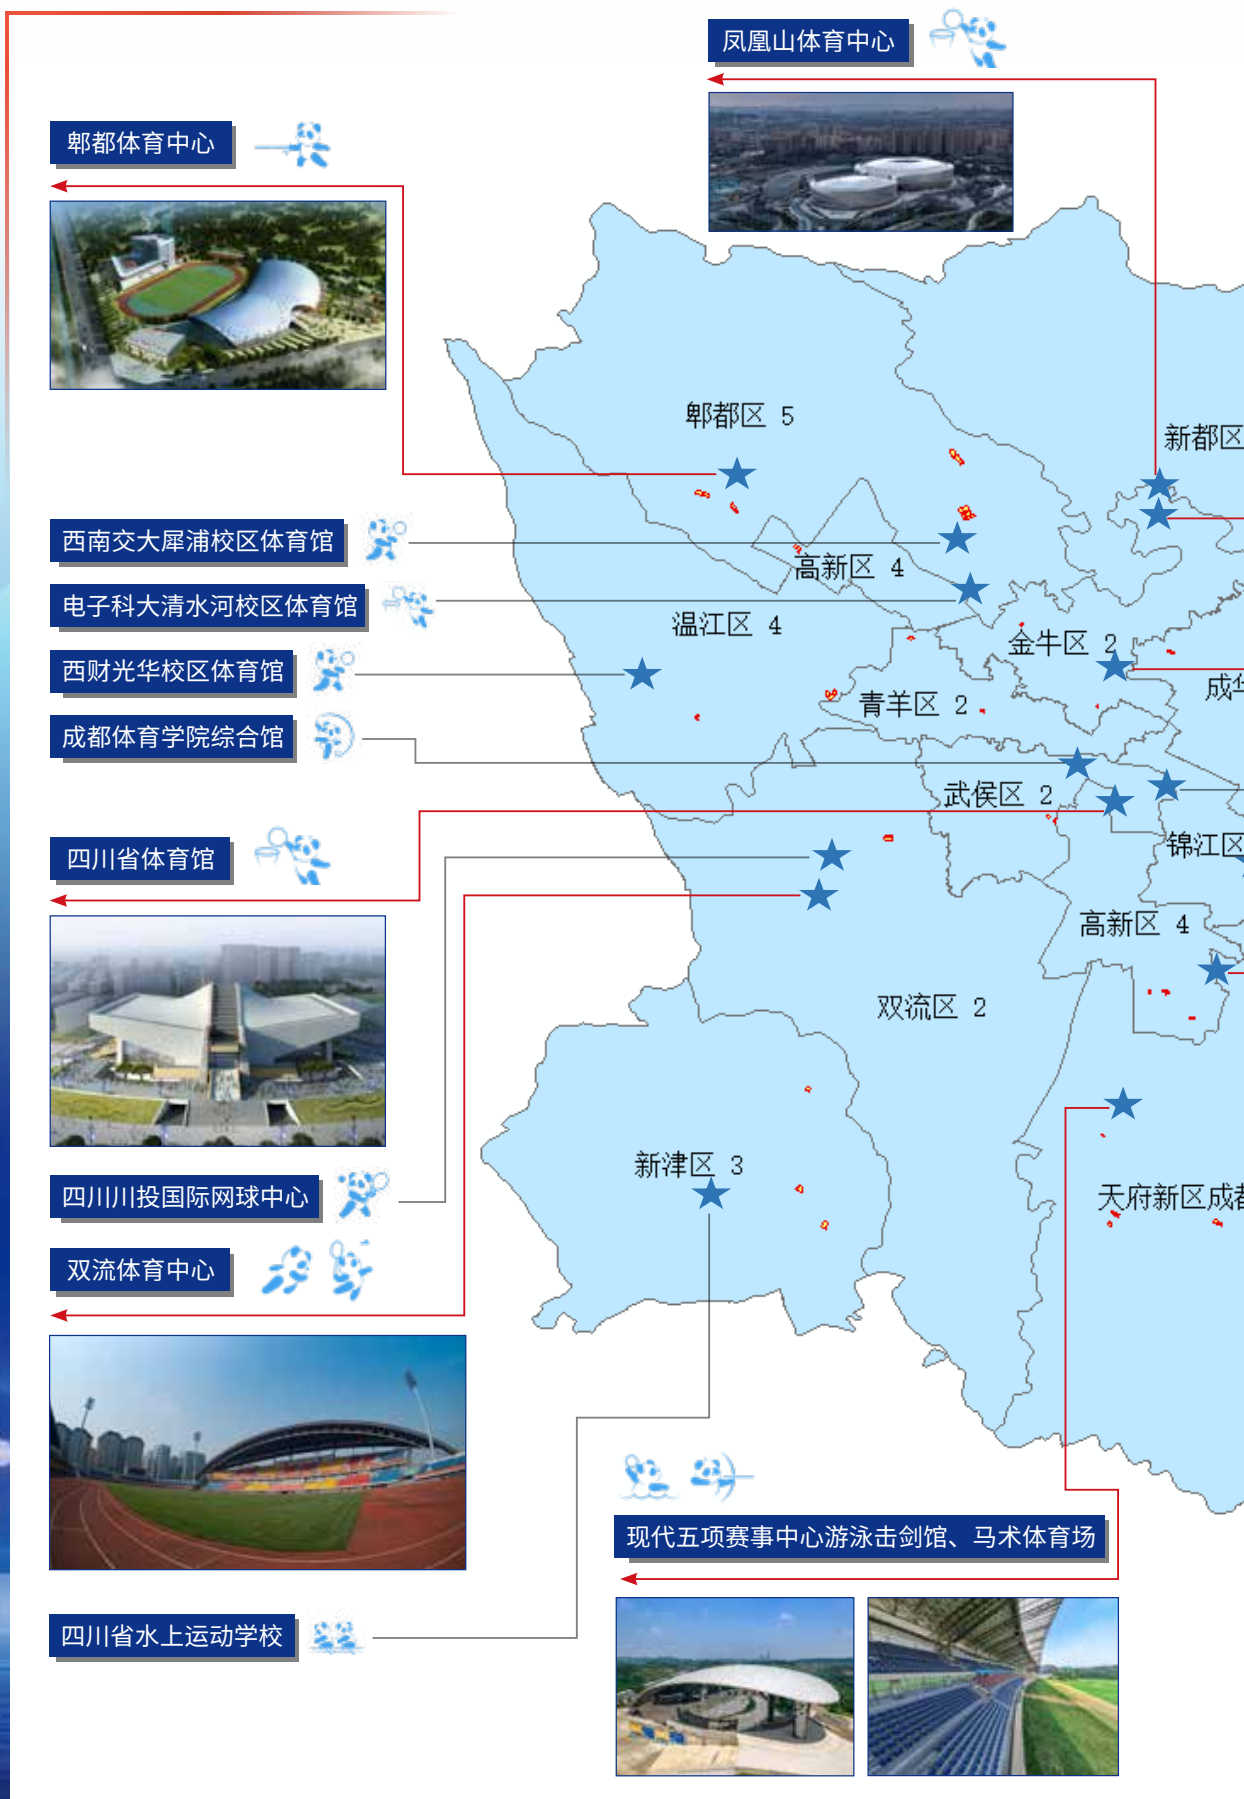 凤凰山体育中心
郫都体育中心
郫都区 5
新都区
西南交大犀浦校区体育馆
高新区 4
电子科大清水河校区体育馆
温江区 4
金牛区 2
西财光华校区体育馆
青羊区 2
成都体育学院综合馆
武侯区 2
四川省体育馆
锦江区
高新区 4
双流区 2
新津区 3
四川川投国际网球中心
天府新区成都
双流体育中心
现代五项赛事中心游泳击剑馆、马术体育场
四川省水上运动学校